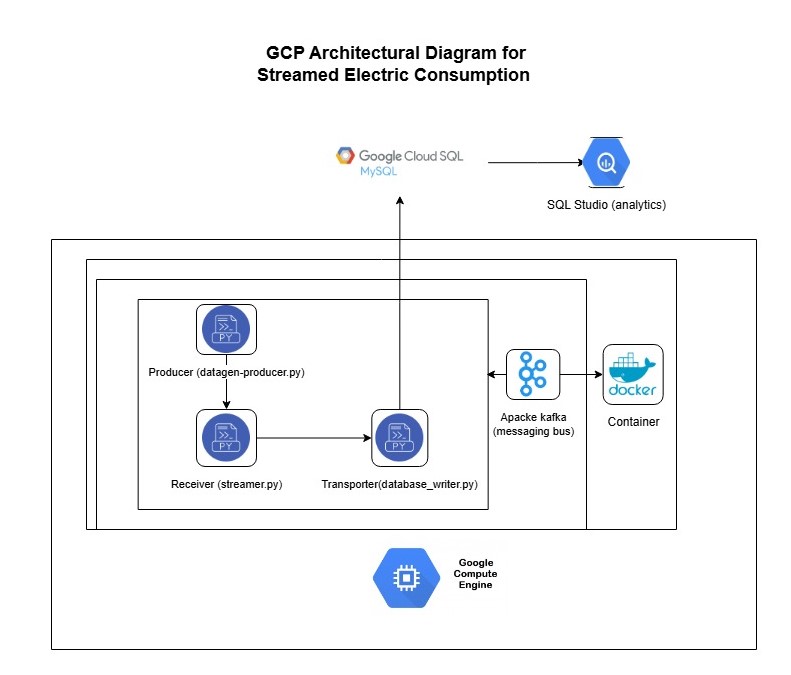 GCP Architectural Diagram for
Streamed Electric Consumption
Google Cloud SQL
MySQL
SQL Studio (analytics)
PY
Producer (datagen-producer.py)
PY
Receiver (streamer.py)
PY
Transporter(database_writer.py)
Apacke kafka
(messaging bus)
docker
Container
Google
Compute
Engine